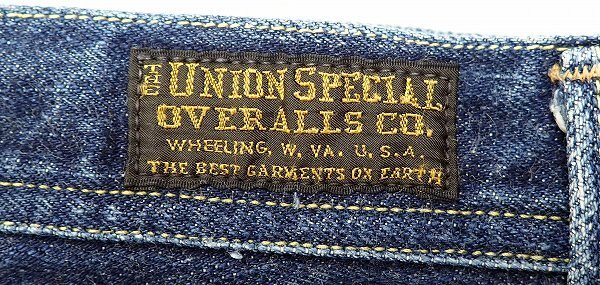 THE UNION SPECIAL
OVERALLS CO.
WHEELING, W. VA. U.S.A.
THE BEST GARMENTS ON EARTH